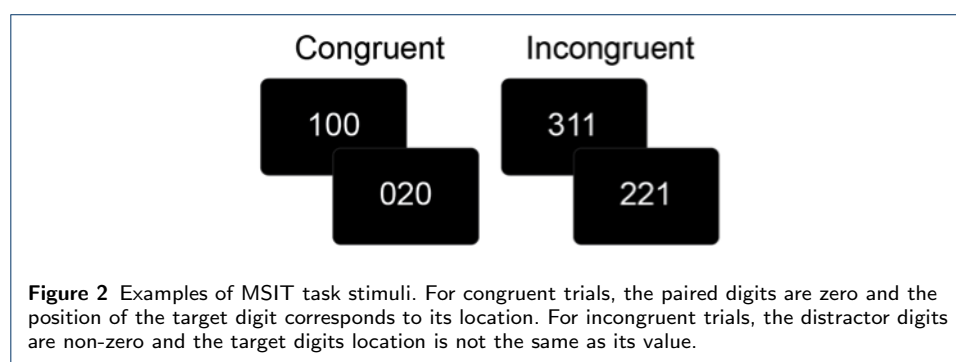 Congruent Incongruent
100 311
020 221
Figure 2 Examples of MSIT task stimuli. For congruent trials, the paired digits are zero and the
position of the target digit corresponds to its location. For incongruent trials, the distractor digits
are non-zero and the target digits location is not the same as its value.